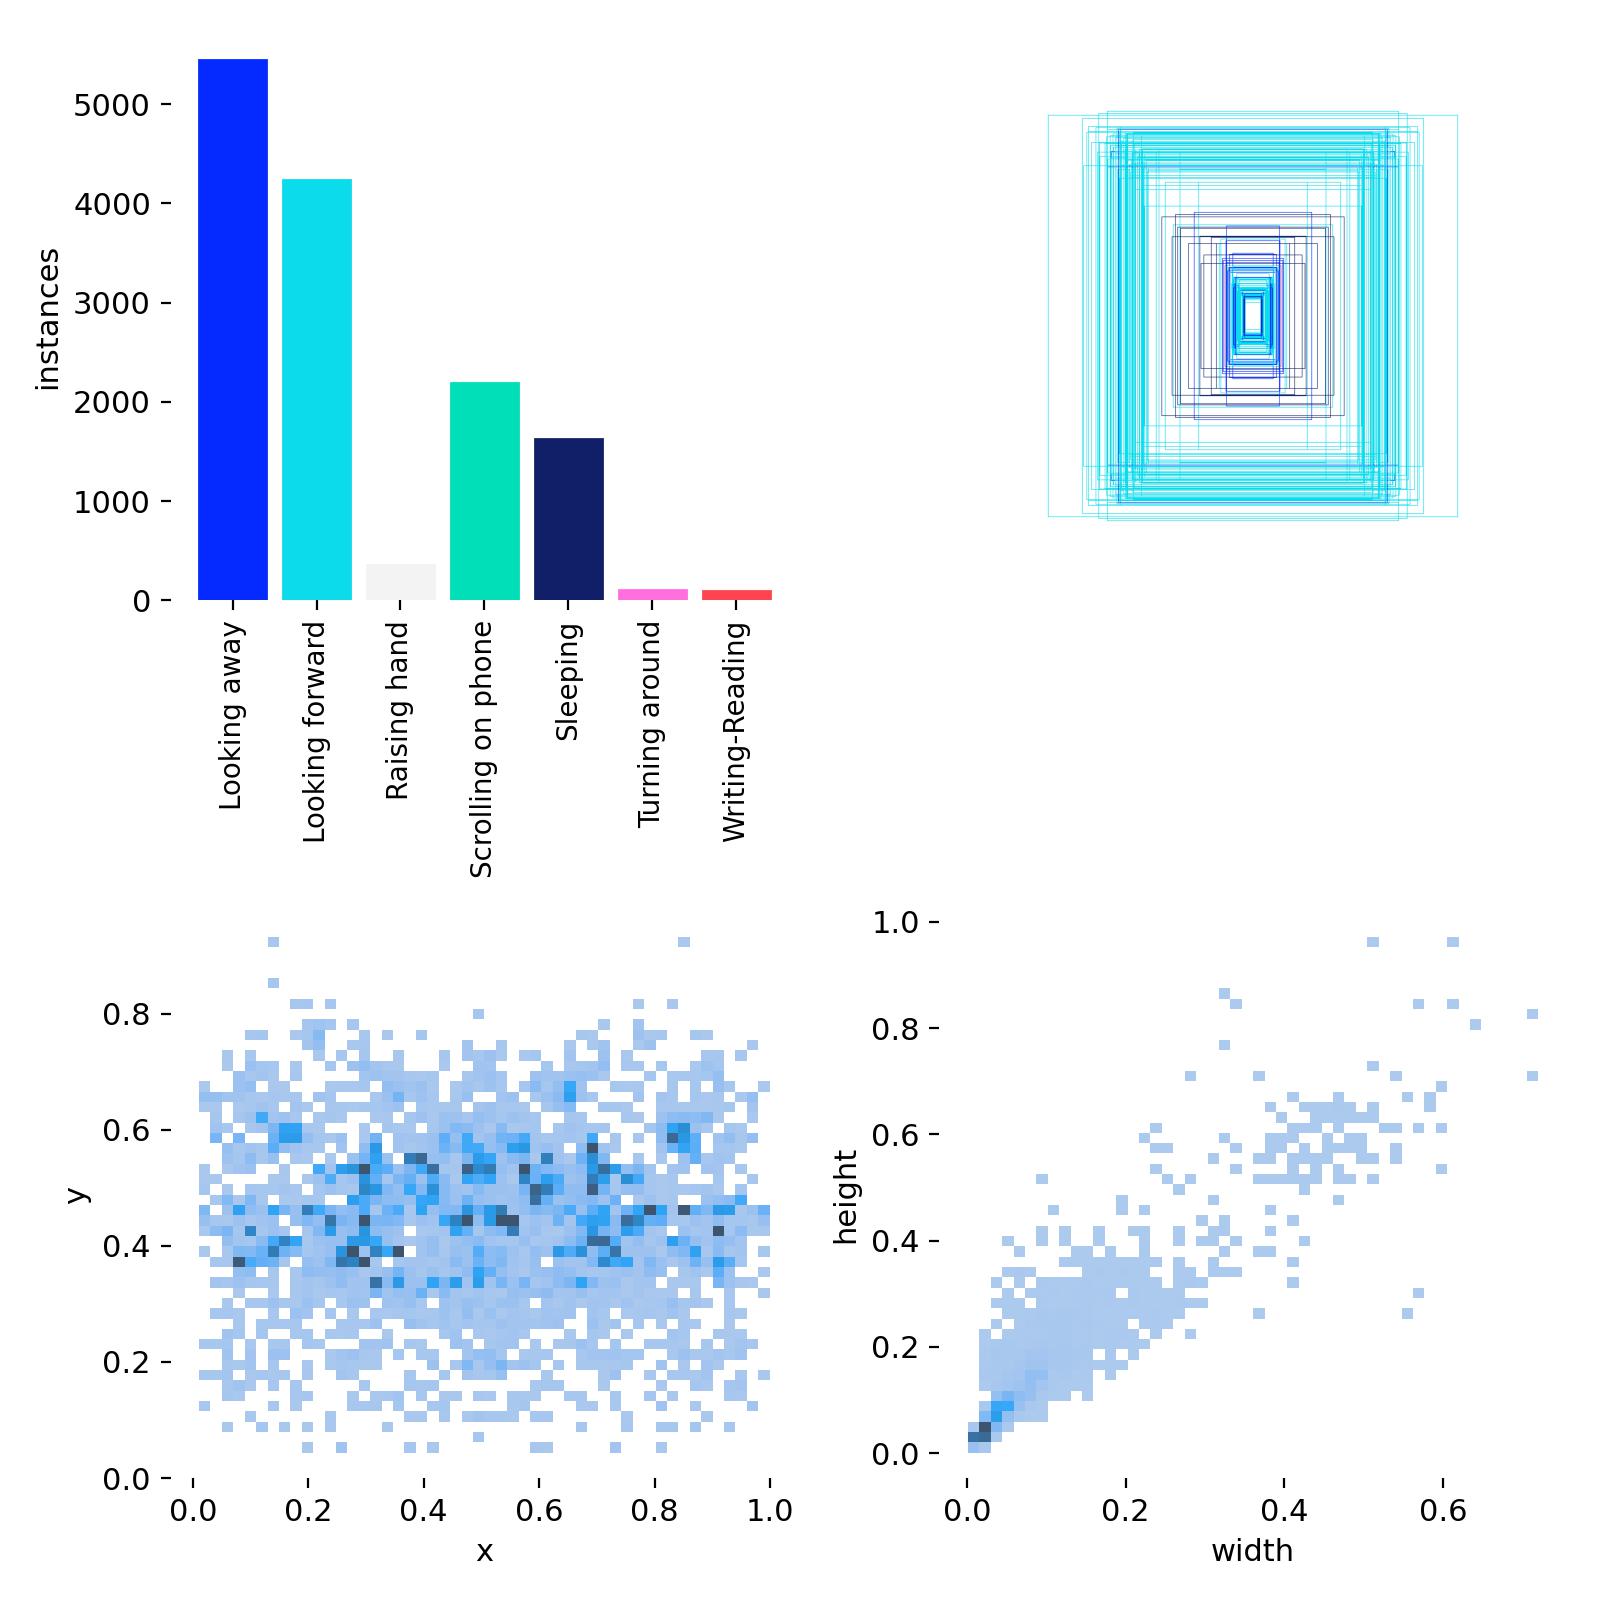 instances
5000
4000
3000
2000
1000
0
Looking away
Looking forward
Raising hand
Scrolling on phone
Sleeping
Turning around
Writing-Reading
y
0.8
0.6
0.4
0.2
0.0
0.0 0.2 0.4 0.6 0.8 1.0
x
height
1.0
0.8
0.6
0.4
0.2
0.0
0.0 0.2 0.4 0.6
width